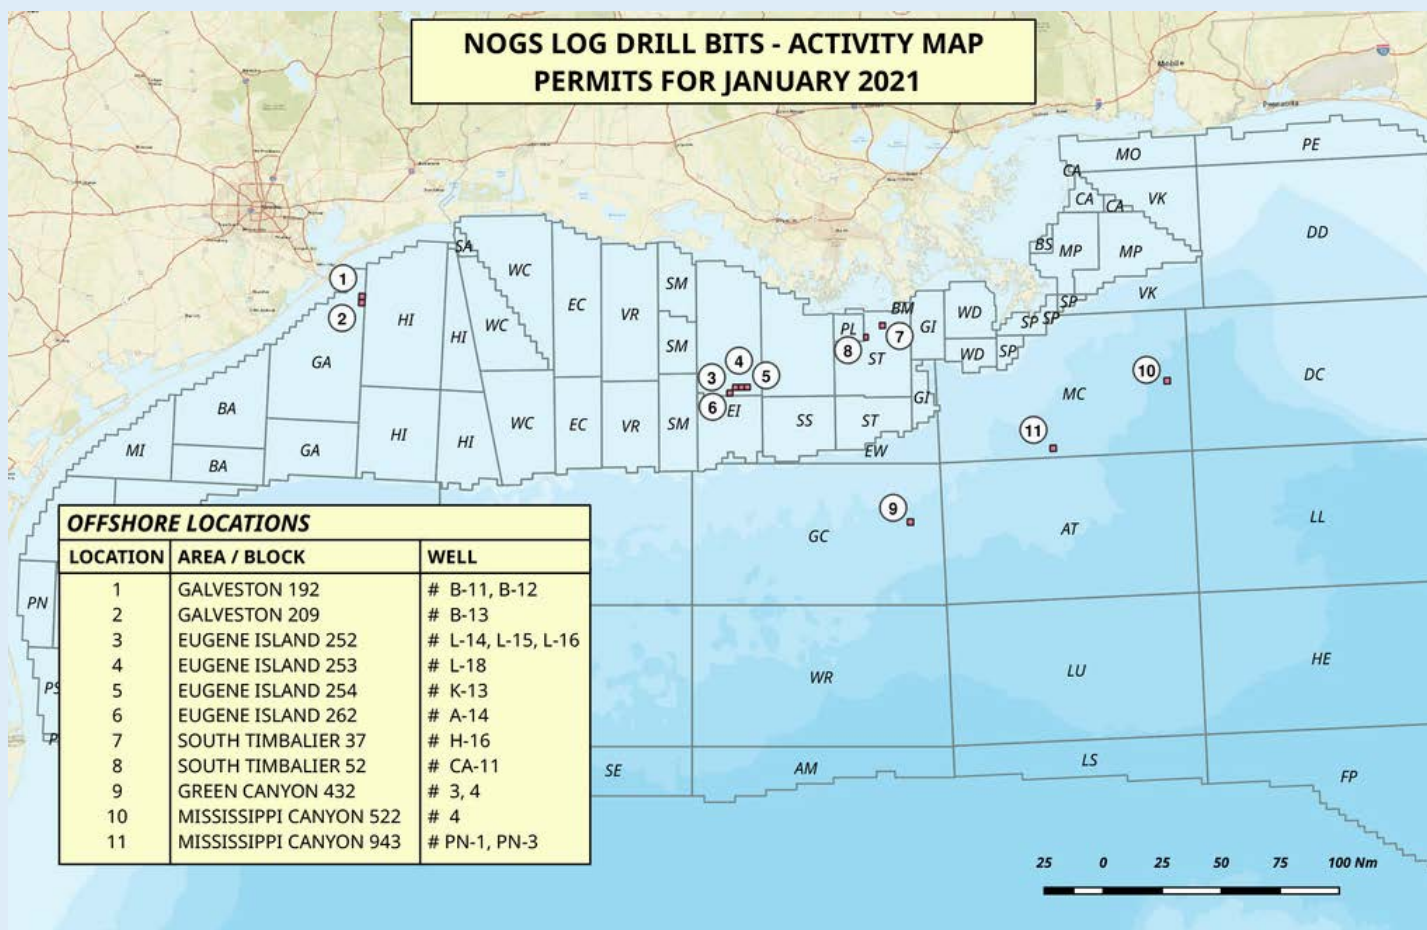 NOGS LOG DRILL BITS - ACTIVITY MAP
PERMITS FOR JANUARY 2021
Mobile
MO
PE
CA
CA
CA
VK
DD
BS
MP
MP
SA
WC
1
SM
EC
VR
HI
2
HI
WC
SP
VK
BM
GI
WD
SP
SP
PL
7
8
ST
SM
WD
SP
GA
4
3
5
10
DC
MC
6
EI
GI
BA
WC
EC
VR
SM
SS
ST
11
HI
HI
MI
GA
BA
EW
9
GC
AT
LL
PN
WR
LU
HE
SE
AM
LS
FP
OFFSHORE LOCATIONS
LOCATION AREA / BLOCK WELL
1 GALVESTON 192 # B-11, B-12
2 GALVESTON 209 # B-13
3 EUGENE ISLAND 252 # L-14, L-15, L-16
4 EUGENE ISLAND 253 # L-18
5 EUGENE ISLAND 254 # K-13
6 EUGENE ISLAND 262 # A-14
7 SOUTH TIMBALIER 37 # H-16
8 SOUTH TIMBALIER 52 # CA-11
9 GREEN CANYON 432 # 3, 4
10 MISSISSIPPI CANYON 522 # 4
11 MISSISSIPPI CANYON 943 # PN-1, PN-3
25 0 25 50 75 100 Nm